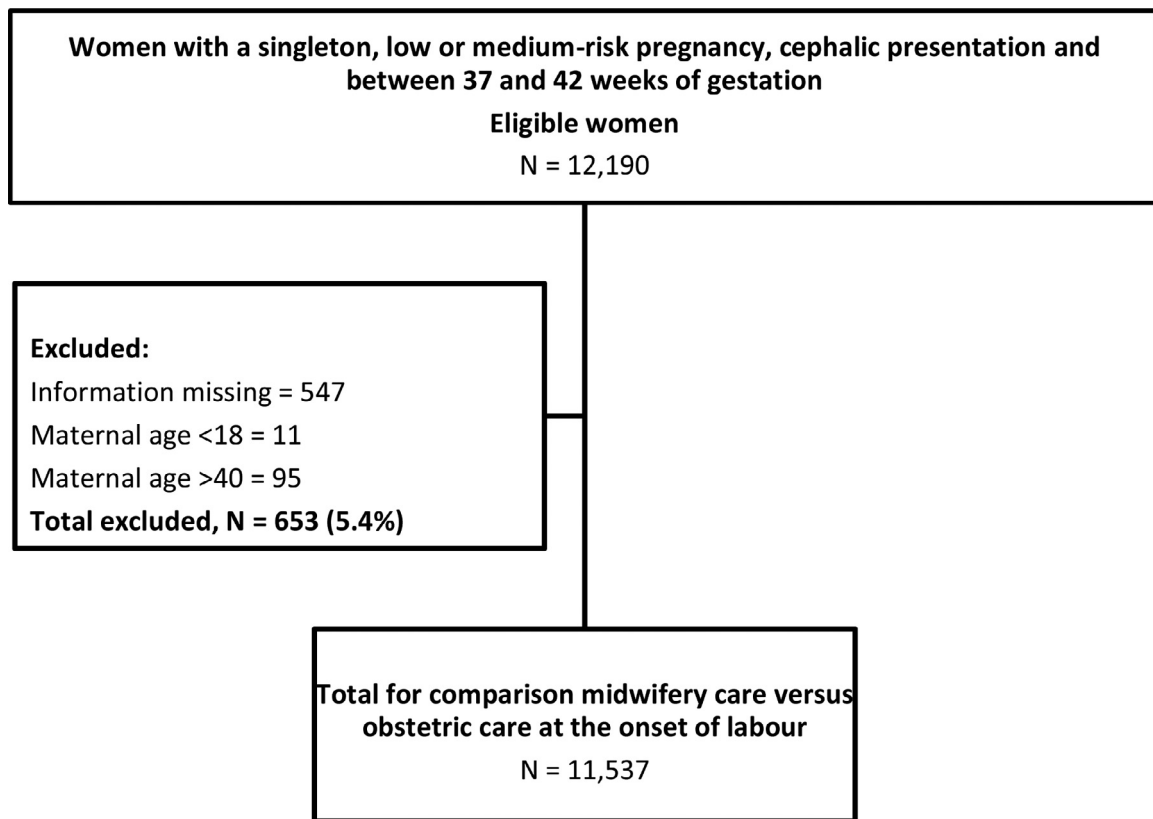 Women with a singleton, low or medium-risk pregnancy, cephalic presentation and
between 37 and 42 weeks of gestation
Eligible women
N = 12,190
Excluded:
Information missing = 547
Maternal age <18 = 11
Maternal age >40 = 95
Total excluded, N = 653 (5.4%)
Total for comparison midwifery care versus
obstetric care at the onset of labour
N = 11,537